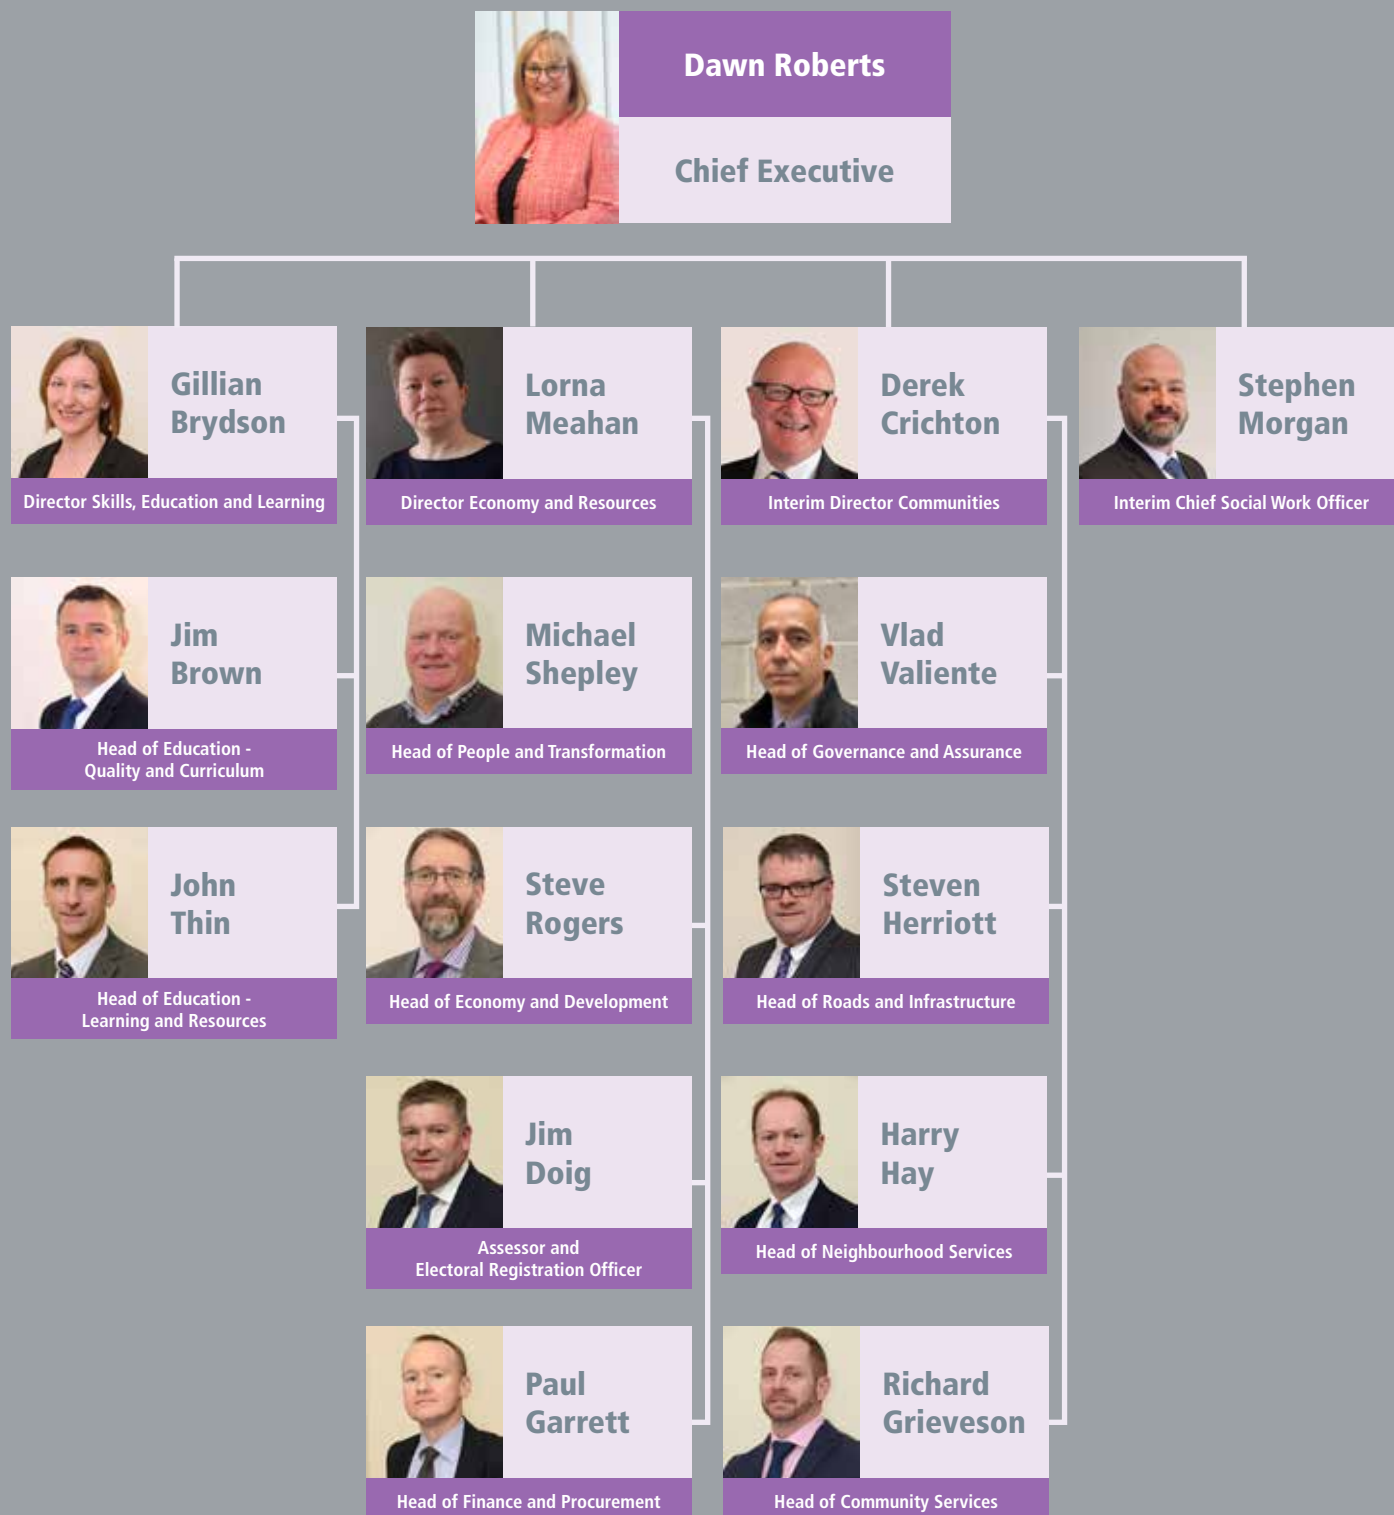 Dawn Roberts
Chief Executive
Gillian
Brydson
Director Skills, Education and Learning
Lorna
Meahan
Director Economy and Resources
Derek
Crichton
Interim Director Communities
Stephen
Morgan
Interim Chief Social Work Officer
Jim
Brown
Head of Education -
Quality and Curriculum
Michael
Shepley
Head of People and Transformation
Vlad
Valiente
Head of Governance and Assurance
John
Thin
Head of Education -
Learning and Resources
Steve
Rogers
Head of Economy and Development
Steven
Herriott
Head of Roads and Infrastructure
Jim
Doig
Assessor and
Electoral Registration Officer
Harry
Hay
Head of Neighbourhood Services
Paul
Garrett
Head of Finance and Procurement
Richard
Grieveson
Head of Community Services